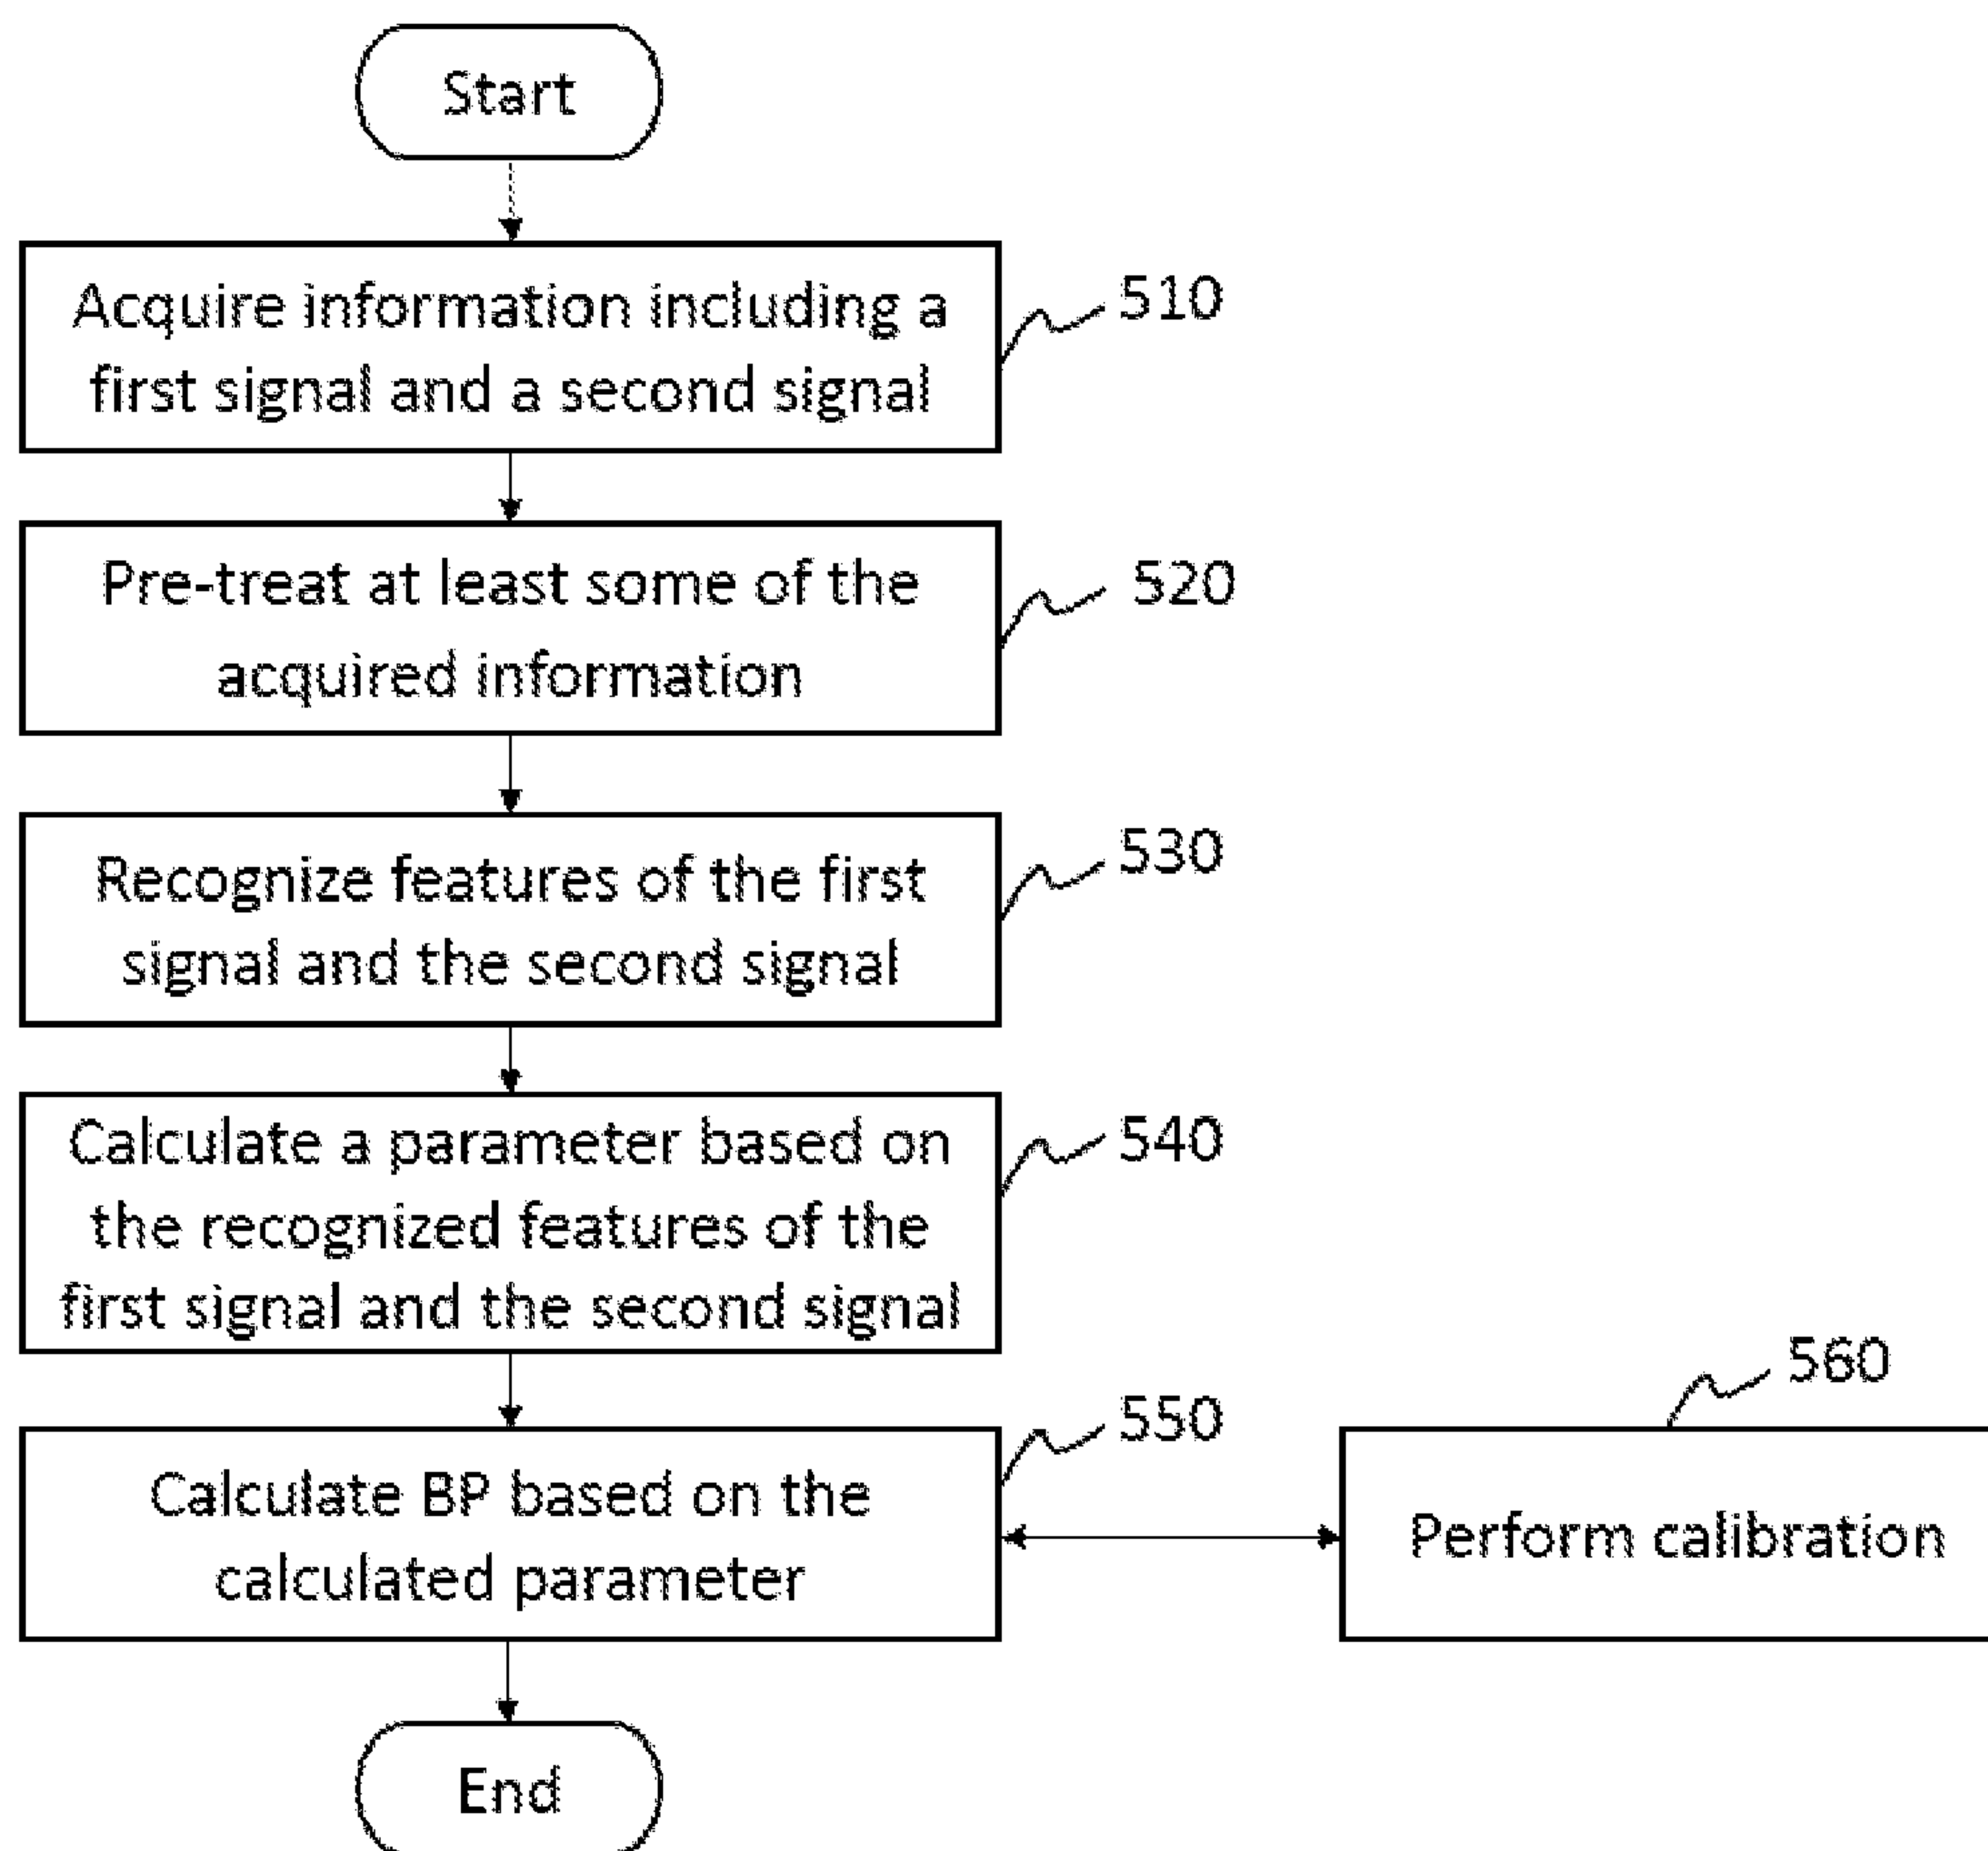 Start
Acquire information including a
first signal and a second signal
510
Pre-treat at least some of the
acquired information
520
Recognize features of the first
signal and the second signal
530
Calculate a parameter based on
the recognized features of the
first signal and the second signal
540
Calculate BP based on the
calculated parameter
550
Perform calibration
560
End